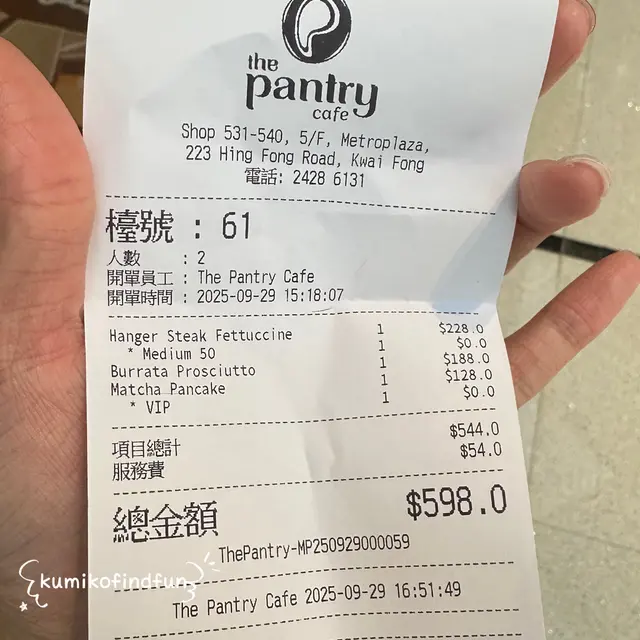 the
pantry
cafe
Shop 531-540, 5/F, Metroplaza,
223 Hing Fong Road, Kwai Fong
電話: 2428 6131
檯號 : 61
人數 : 2
開單員工 : The Pantry Cafe
開單時間 : 2025-09-29 15:18:07
Hanger Steak Fettuccine 1 $228.0
* Medium 50 1 $0.0
Burrata Prosciutto 1 $188.0
Matcha Pancake 1 $128.0
* VIP 1 $0.0
項目總計 $544.0
服務費 $54.0
總金額 $598.0
ThePantry-MP250929000059
The Pantry Cafe 2025-09-29 16:51:49
kumikofindfun